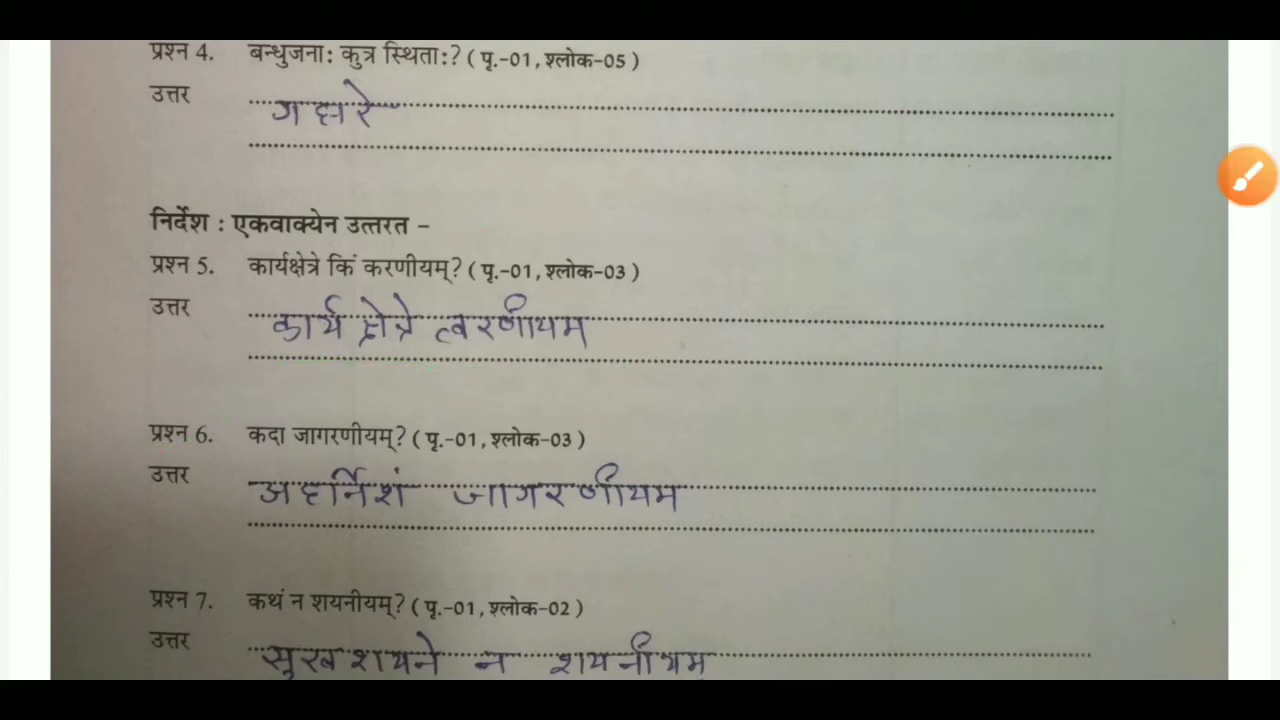 प्रश्न 4. बन्धुजनाः कुत्र स्थिताः? ( पृ.-01, श्लोक-05 )
उत्तर
गह्वरे
निर्देश : एकवाक्येन उत्तरत -
प्रश्न 5. कार्यक्षेत्रे किं करणीयम्? ( पृ.-01, श्लोक-03 )
उत्तर
कार्य क्षेत्रे त्वरणीयम
प्रश्न 6. कदा जागरणीयम्? ( पृ.-01, श्लोक-03 )
उत्तर
अहर्निशं जागरणीयम
प्रश्न 7. कथं न शयनीयम्? ( पृ.-01, श्लोक-02 )
उत्तर
सुख शयने न शयनीयम